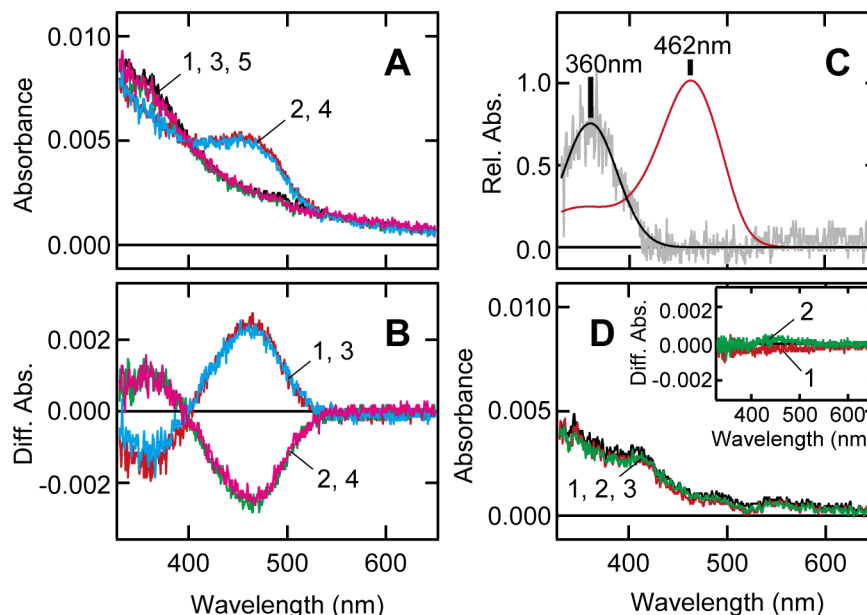 0.010
0.005
0.000
Absorbance
A
1, 3, 5
2, 4
0.002
0.000
-0.002
Diff. Abs.
B
1, 3
2, 4
400 500 600
Wavelength (nm)
462nm
360nm
C
1.0
0.5
0.0
Rel. Abs.
0.010
0.005
0.000
Absorbance
D
1, 2, 3
0.002
0.000
-0.002
Diff. Abs.
2
1
400 500 600
Wavelength (nm)
400 500 600
Wavelength (nm)